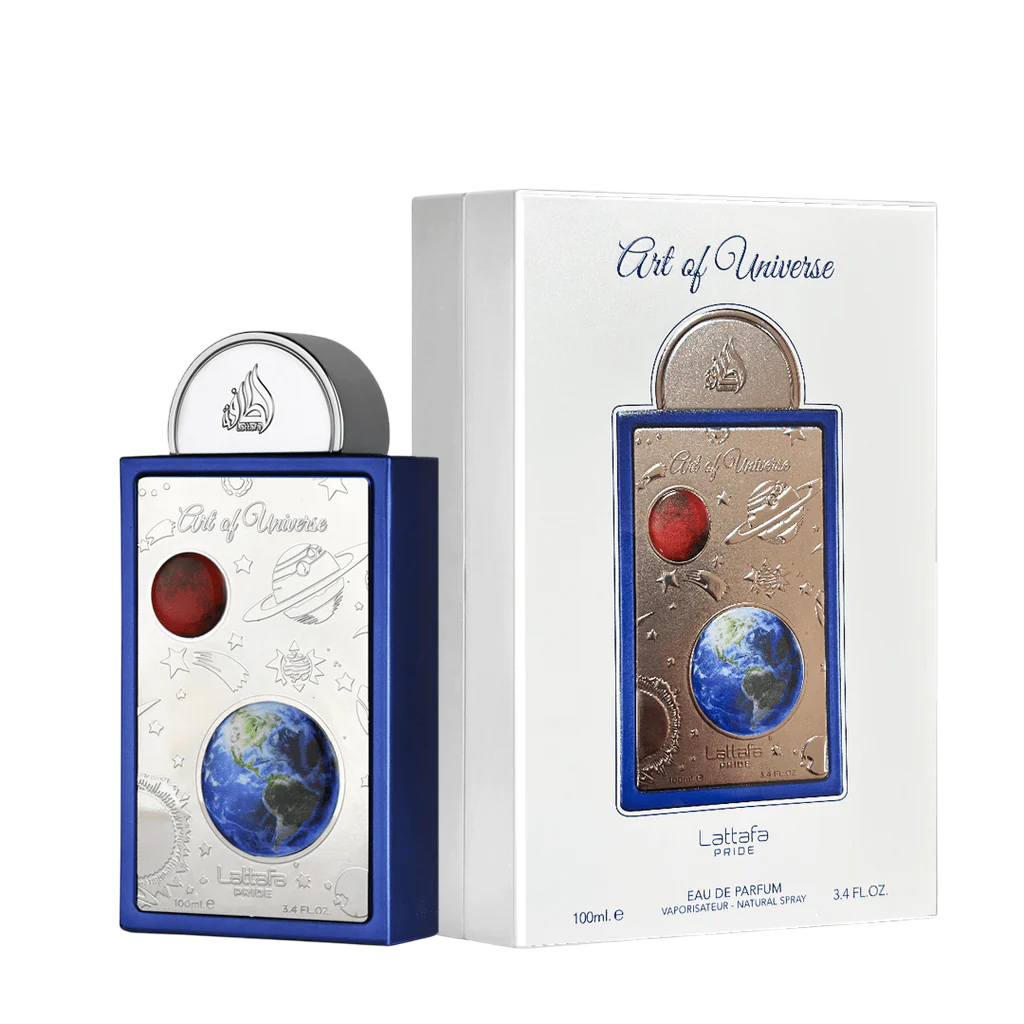 Art of Universe
Lattafa
PRIDE
100ml. e
3.4 FL.OZ.
Art of Universe
Art of Universe
Lattafa
PRIDE
100ml. e
3.4 FL.OZ.
Lattafa
PRIDE
EAU DE PARFUM
VAPORISATEUR - NATURAL SPRAY
100ml. e
3.4 FL.OZ.